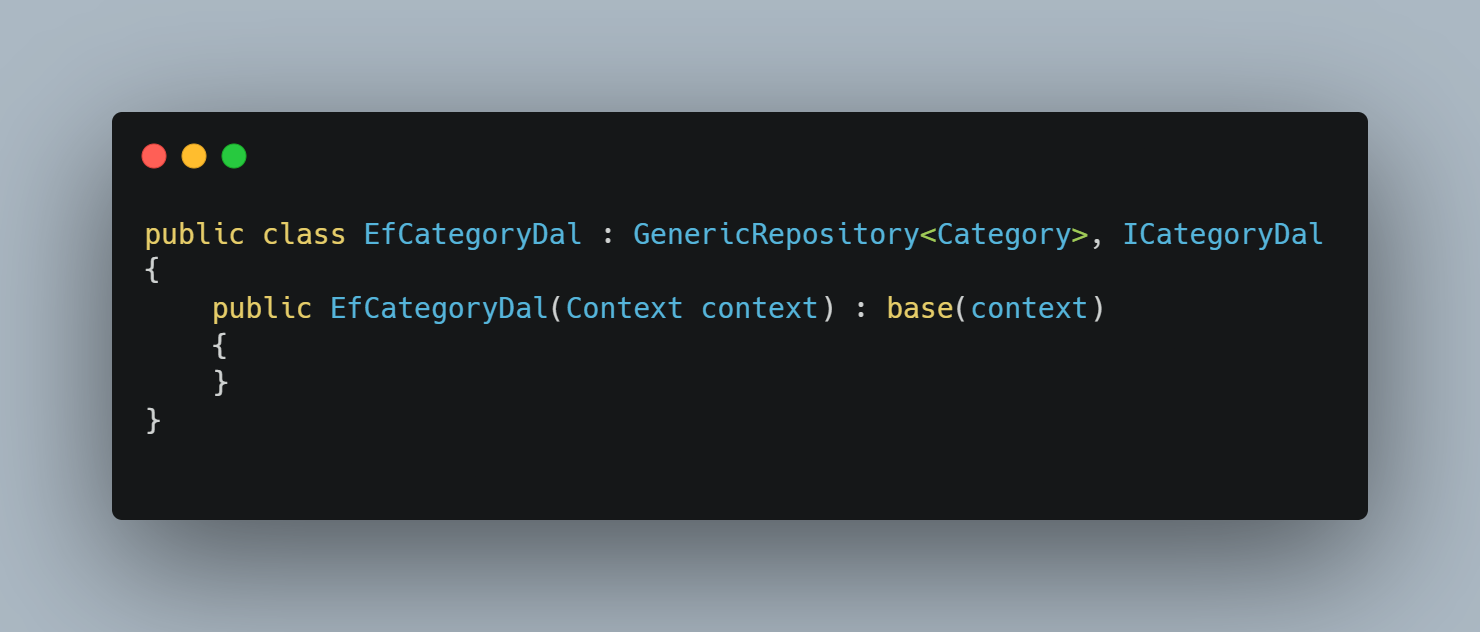 public class EfCategoryDal : GenericRepository<Category>, ICategoryDal
{
    public EfCategoryDal(Context context) : base(context)
    {
    }
}